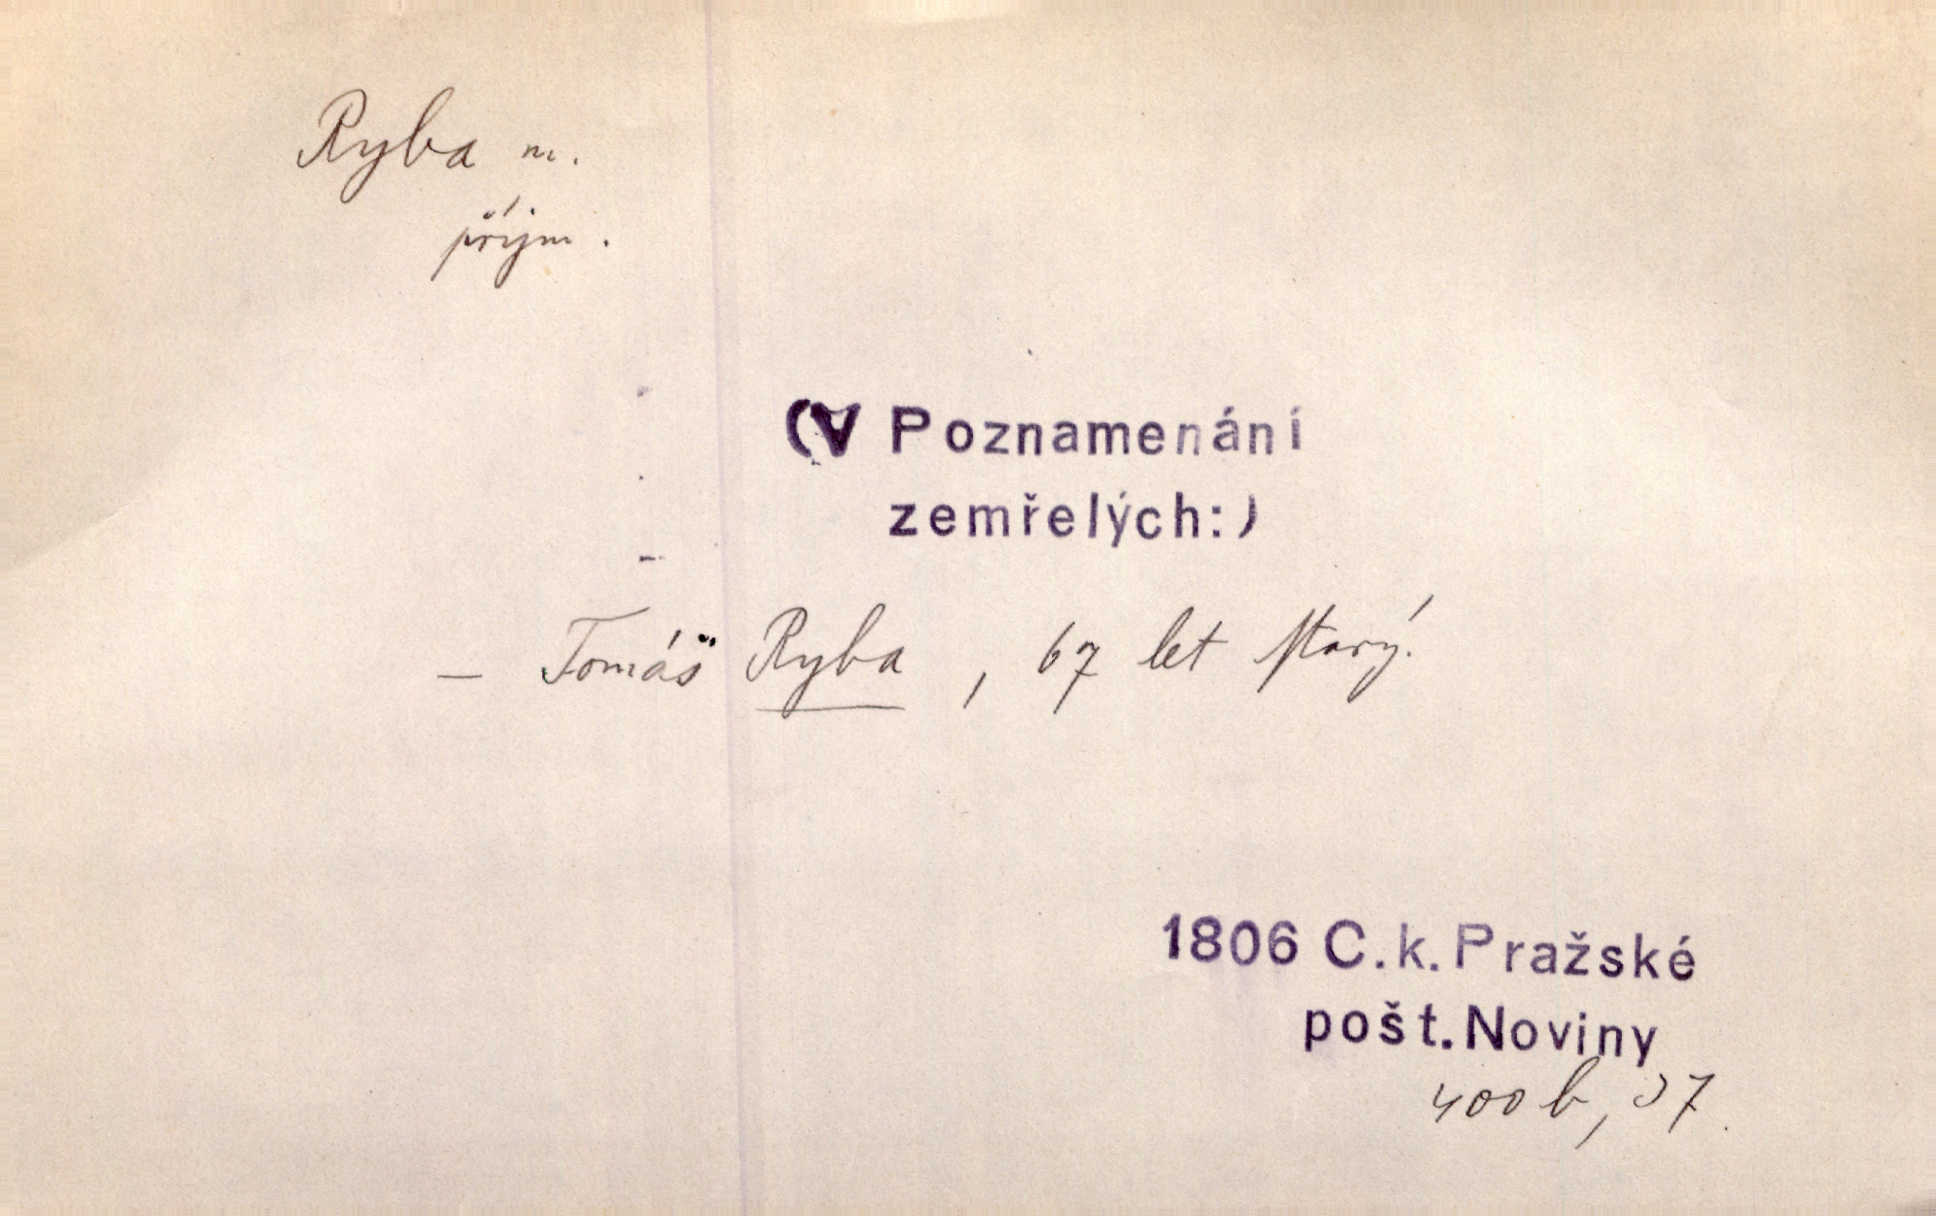 Ryba m.
příjm.
(V Poznamenání
zemřelých:)
– Tomáš Ryba, 67 let starý.
1806 C.k.Pražské
pošt.Noviny
400b, 37.